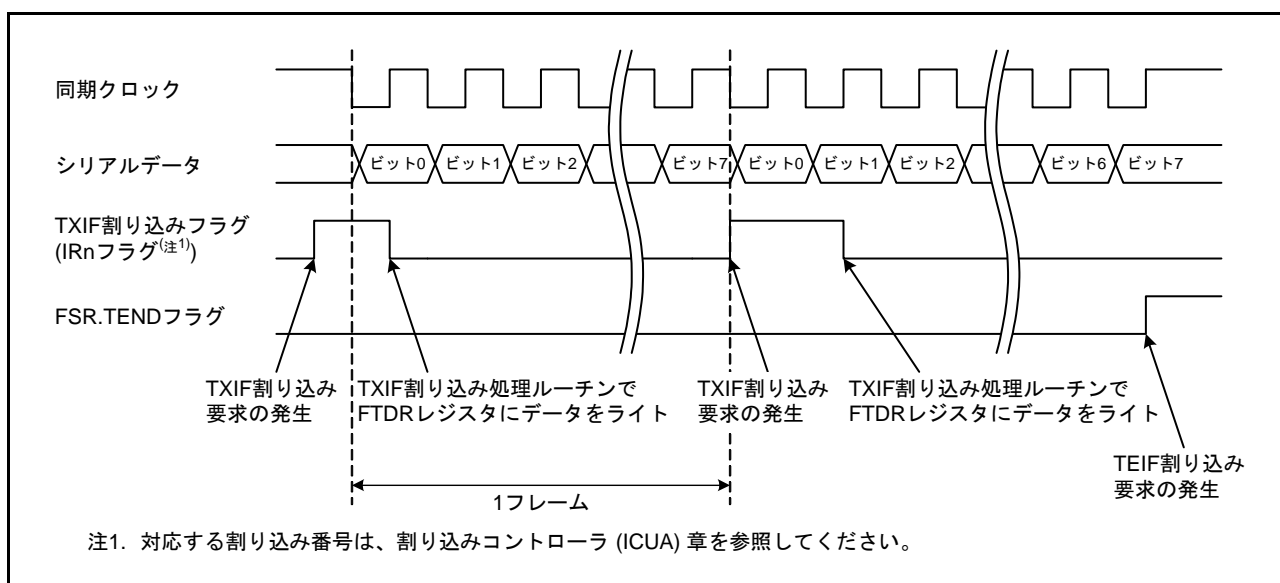 同期クロック
シリアルデータ
ビット0 ビット1 ビット2 ビット7 ビット0 ビット1 ビット2 ビット6 ビット7
TXIF割り込みフラグ
(IRnフラグ(注1))
FSR.TENDフラグ
TXIF割り込み
要求の発生
TXIF割り込み処理ルーチンで
FTDRレジスタにデータをライト
TXIF割り込み
要求の発生
TXIF割り込み処理ルーチンで
FTDRレジスタにデータをライト
TEIF割り込み
要求の発生
1フレーム
注1. 対応する割り込み番号は、割り込みコントローラ (ICUA) 章を参照してください。